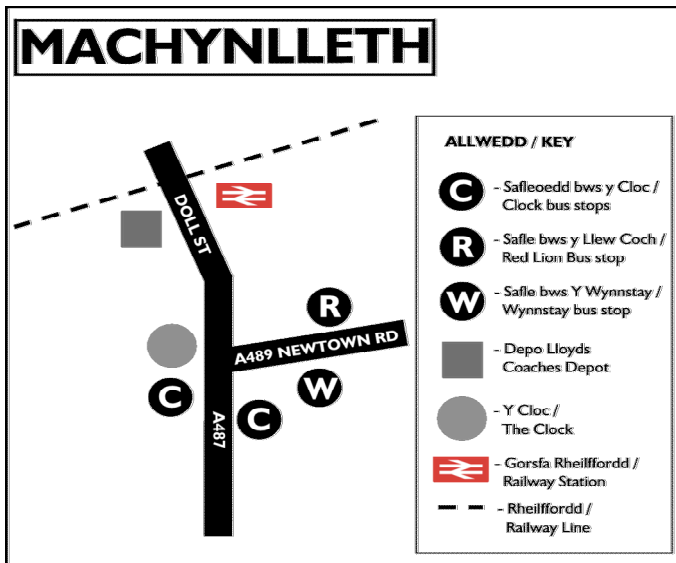 MACHYNLLETH
DOLL ST
R
A489 NEWTOWN RD
W
C
C
A487
ALLWEDD / KEY
C - Safleoedd bws y Cloc /
Clock bus stops
R - Safle bws y Llew Coch /
Red Lion Bus stop
W - Safle bws Y Wynnstay /
Wynnstay bus stop
- Depo Lloyds
Coaches Depot
- Y Cloc /
The Clock
- Gorsfa Rheilffordd /
Railway Station
- Rheilffordd /
Railway Line